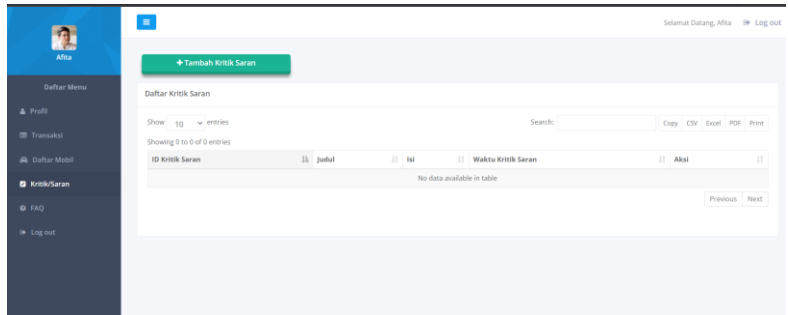 Afita
Daftar Menu
Profil
Transaksi
Daftar Mobil
Kritik/Saran
FAQ
Log out
Selamat Datang, Afita Log out
+ Tambah Kritik Saran
Daftar Kritik Saran
Show 10 entries Search: Copy CSV Excel PDF Print
Showing 0 to 0 of 0 entries
ID Kritik Saran Judul Isi Waktu Kritik Saran Aksi
No data available in table
Previous Next